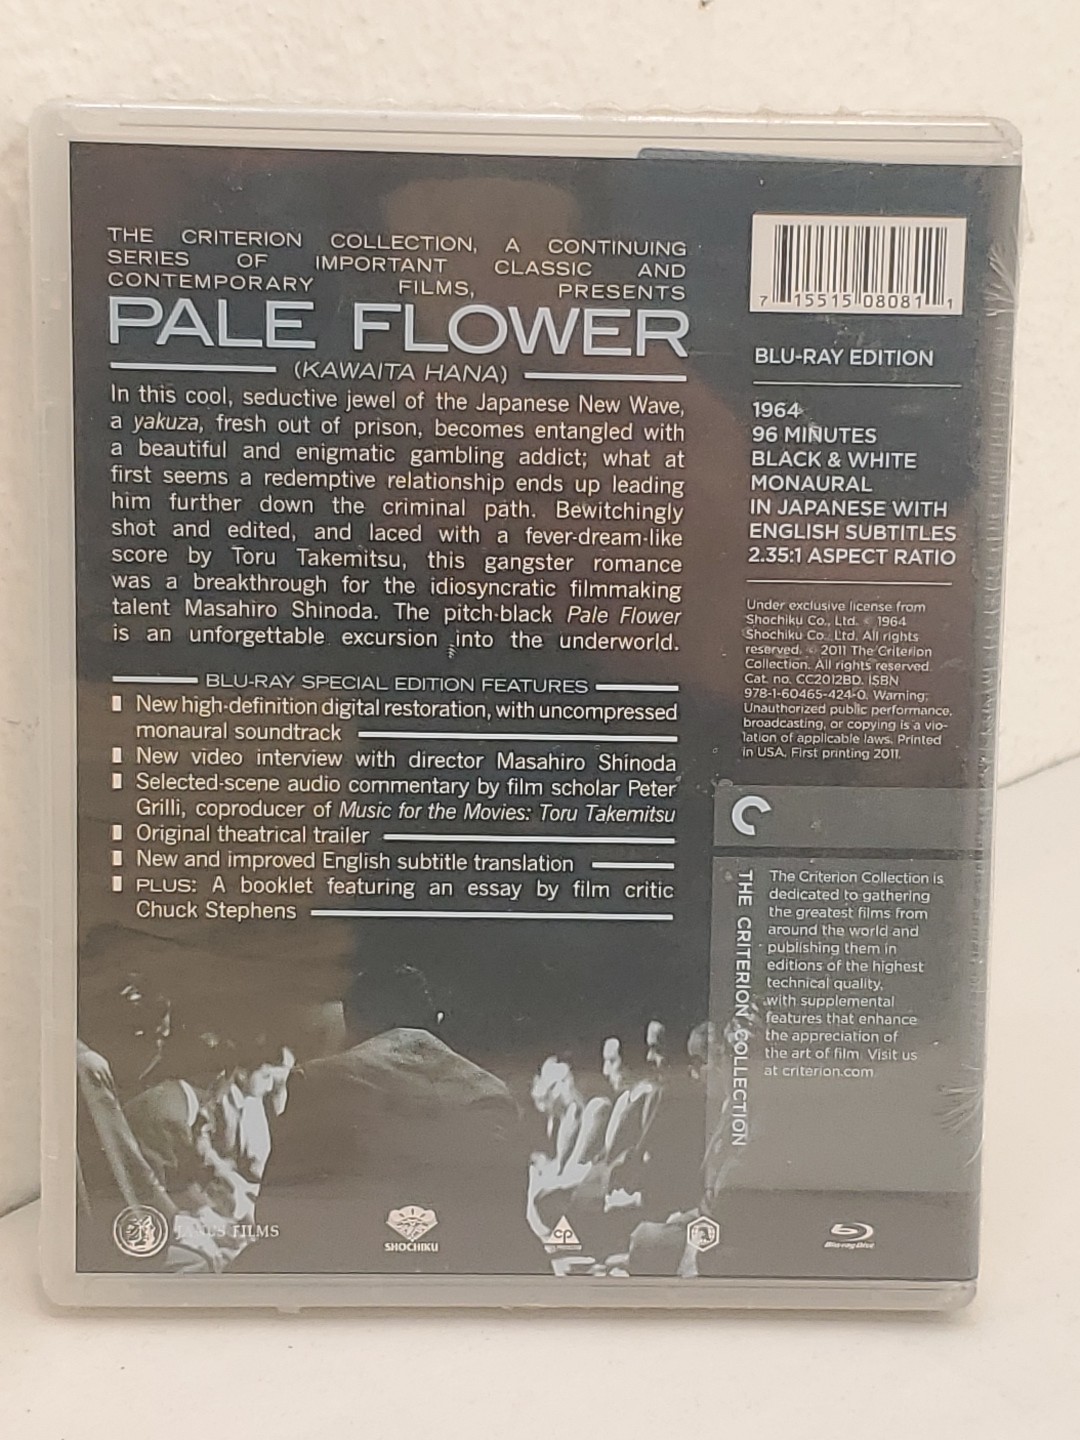 THE CRITERION COLLECTION, A CONTINUING
SERIES OF IMPORTANT CLASSIC AND
CONTEMPORARY FILMS, PRESENTS
PALE FLOWER
(KAWAITA HANA)
In this cool, seductive jewel of the Japanese New Wave,
a yakuza, fresh out of prison, becomes entangled with
a beautiful and enigmatic gambling addict; what at
first seems a redemptive relationship ends up leading
him further down the criminal path. Bewitchingly
shot and edited, and laced with a fever-dream-like
score by Toru Takemitsu, this gangster romance
was a breakthrough for the idiosyncratic filmmaking
talent Masahiro Shinoda. The pitch-black Pale Flower
is an unforgettable excursion into the underworld.
BLU-RAY SPECIAL EDITION FEATURES
New high-definition digital restoration, with uncompressed
monaural soundtrack
New video interview with director Masahiro Shinoda
Selected-scene audio commentary by film scholar Peter
Grilli, coproducer of Music for the Movies: Toru Takemitsu
Original theatrical trailer
New and improved English subtitle translation
PLUS: A booklet featuring an essay by film critic
Chuck Stephens
7 15515 08081 1
BLU-RAY EDITION
1964
96 MINUTES
BLACK & WHITE
MONAURAL
IN JAPANESE WITH
ENGLISH SUBTITLES
2.35:1 ASPECT RATIO
Under exclusive license from
Shochiku Co., Ltd. © 1964
Shochiku Co., Ltd. All rights
reserved. © 2011 The Criterion
Collection. All rights reserved.
Cat. no. CC2012BD. ISBN
978-1-60465-424-0. Warning:
Unauthorized public performance,
broadcasting, or copying is a vio-
lation of applicable laws. Printed
in USA. First printing 2011.
THE CRITERION COLLECTION
The Criterion Collection is
dedicated to gathering
the greatest films from
around the world and
publishing them in
editions of the highest
technical quality,
with supplemental
features that enhance
the appreciation of
the art of film. Visit us
at criterion.com
JANUS FILMS
SHOCHIKU
cp
Blu-ray Disc